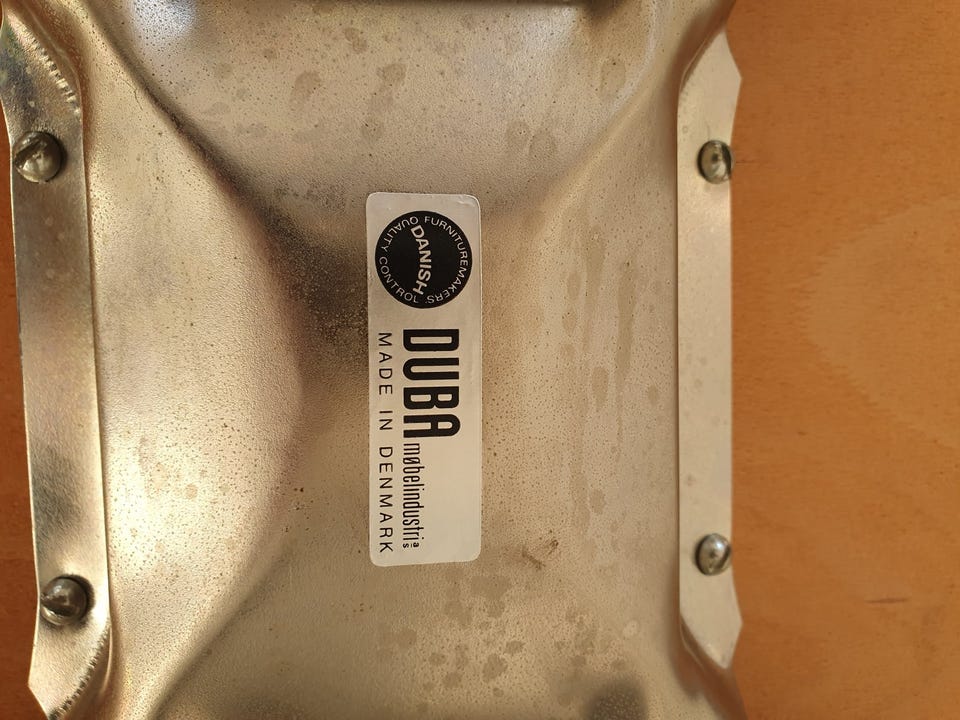 DANISH
FURNITUREMAKERS' QUALITY CONTROL
DUBA møbelindustri a/s
MADE IN DENMARK